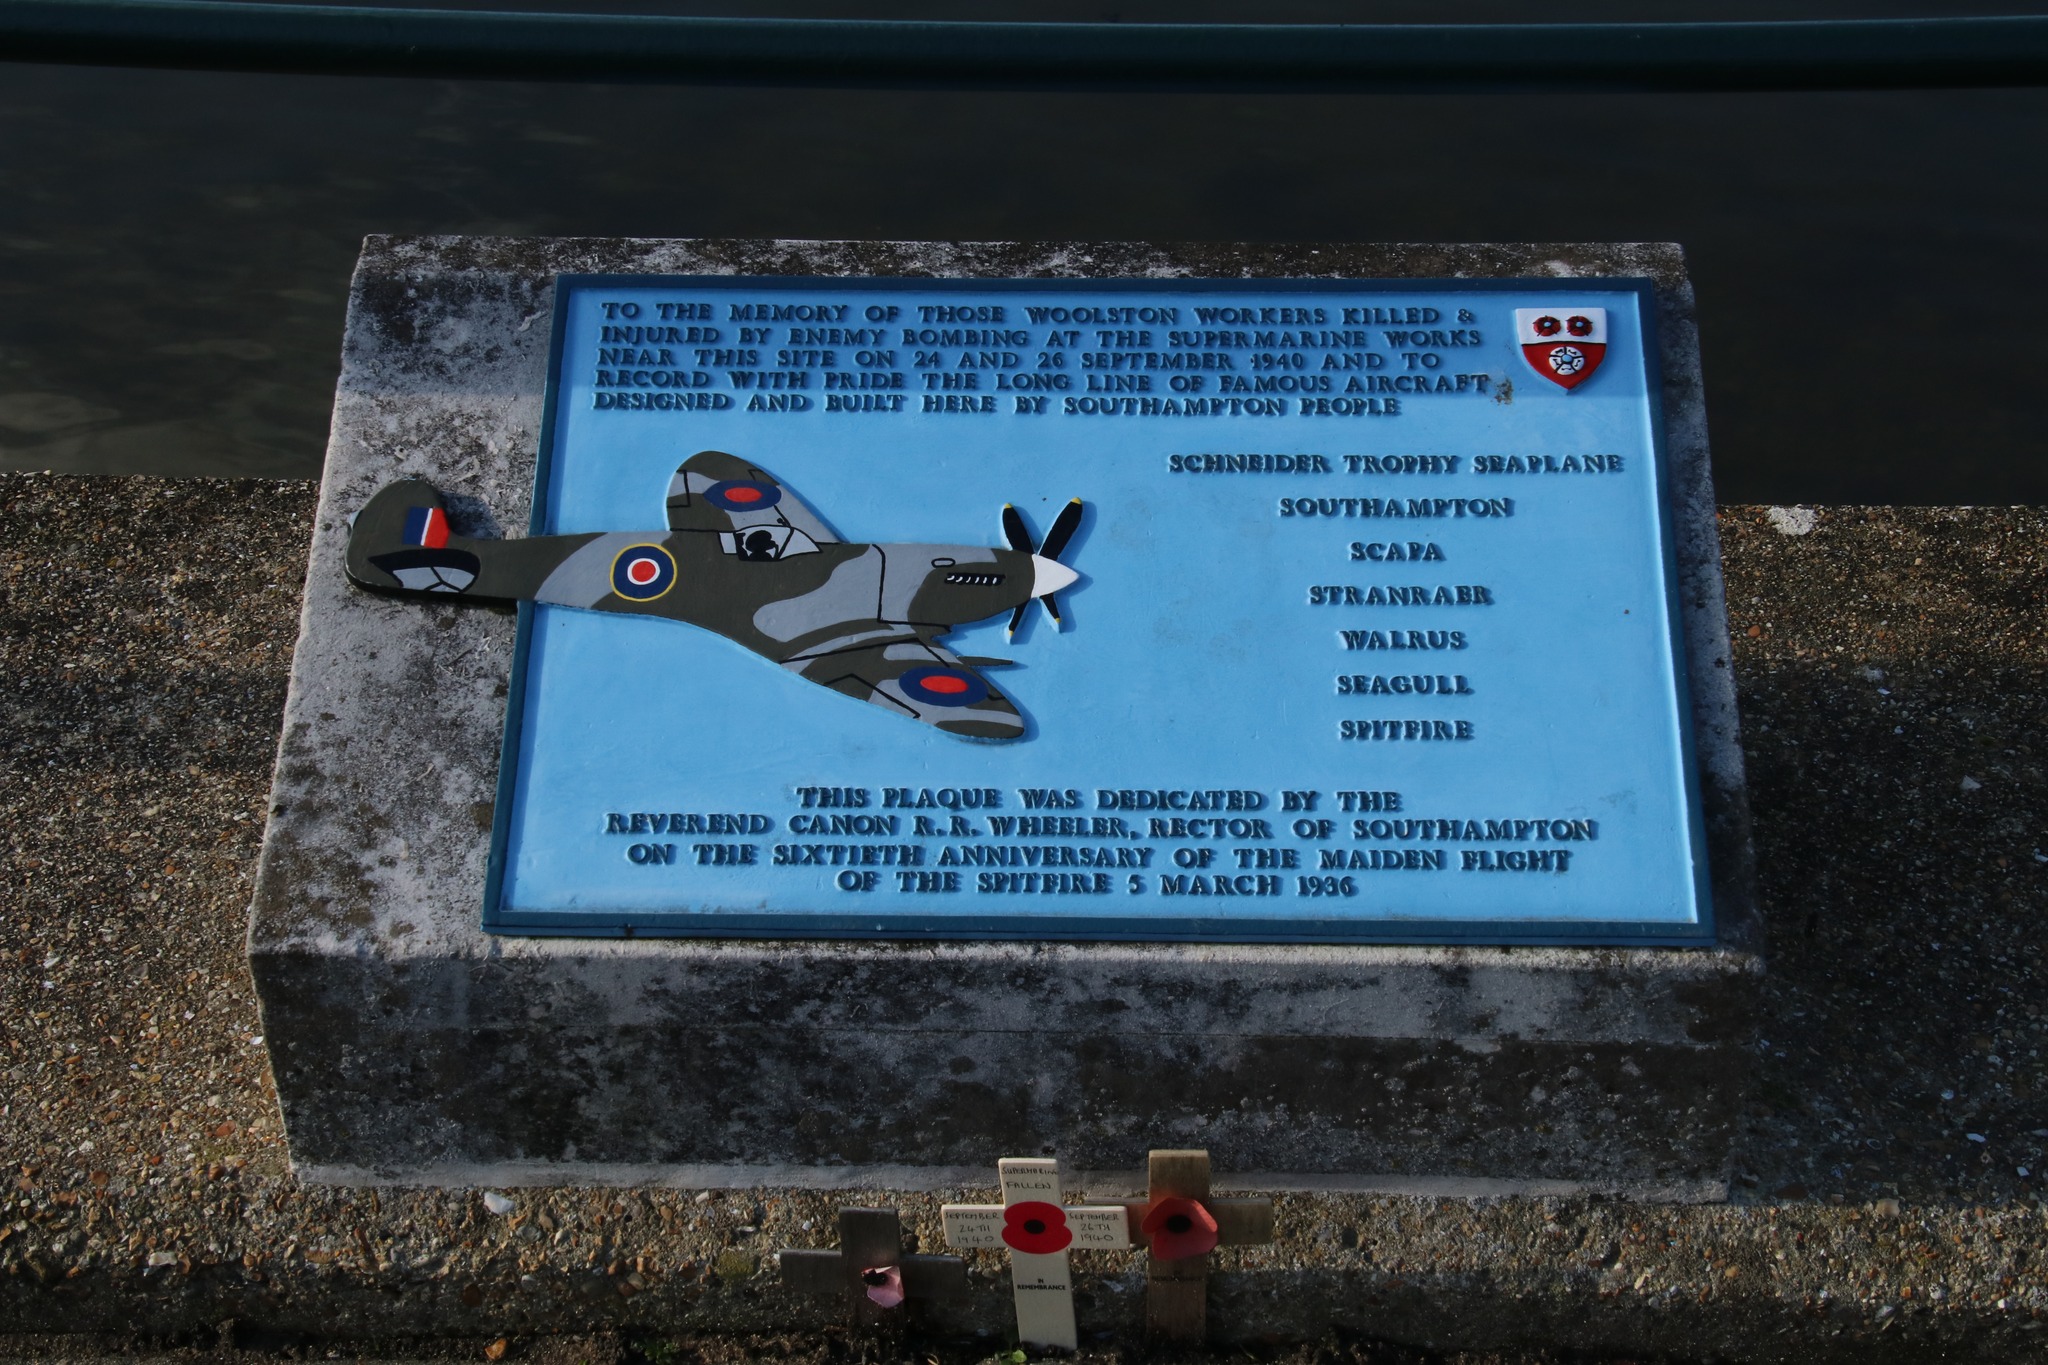 TO THE MEMORY OF THOSE WOOLSTON WORKERS KILLED &
INJURED BY ENEMY BOMBING AT THE SUPERMARINE WORKS
NEAR THIS SITE ON 24 AND 26 SEPTEMBER 1940 AND TO
RECORD WITH PRIDE THE LONG LINE OF FAMOUS AIRCRAFT
DESIGNED AND BUILT HERE BY SOUTHAMPTON PEOPLE
SCHNEIDER TROPHY SEAPLANE
SOUTHAMPTON
SCAPA
STRANRAER
WALRUS
SEAGULL
SPITFIRE
THIS PLAQUE WAS DEDICATED BY THE
REVEREND CANON R.R. WHEELER, RECTOR OF SOUTHAMPTON
ON THE SIXTIETH ANNIVERSARY OF THE MAIDEN FLIGHT
OF THE SPITFIRE 5 MARCH 1936
SUPERMARINE
FALLEN
SEPTEMBER
24TH
1940
SEPTEMBER
26TH
1940
IN
REMEMBRANCE